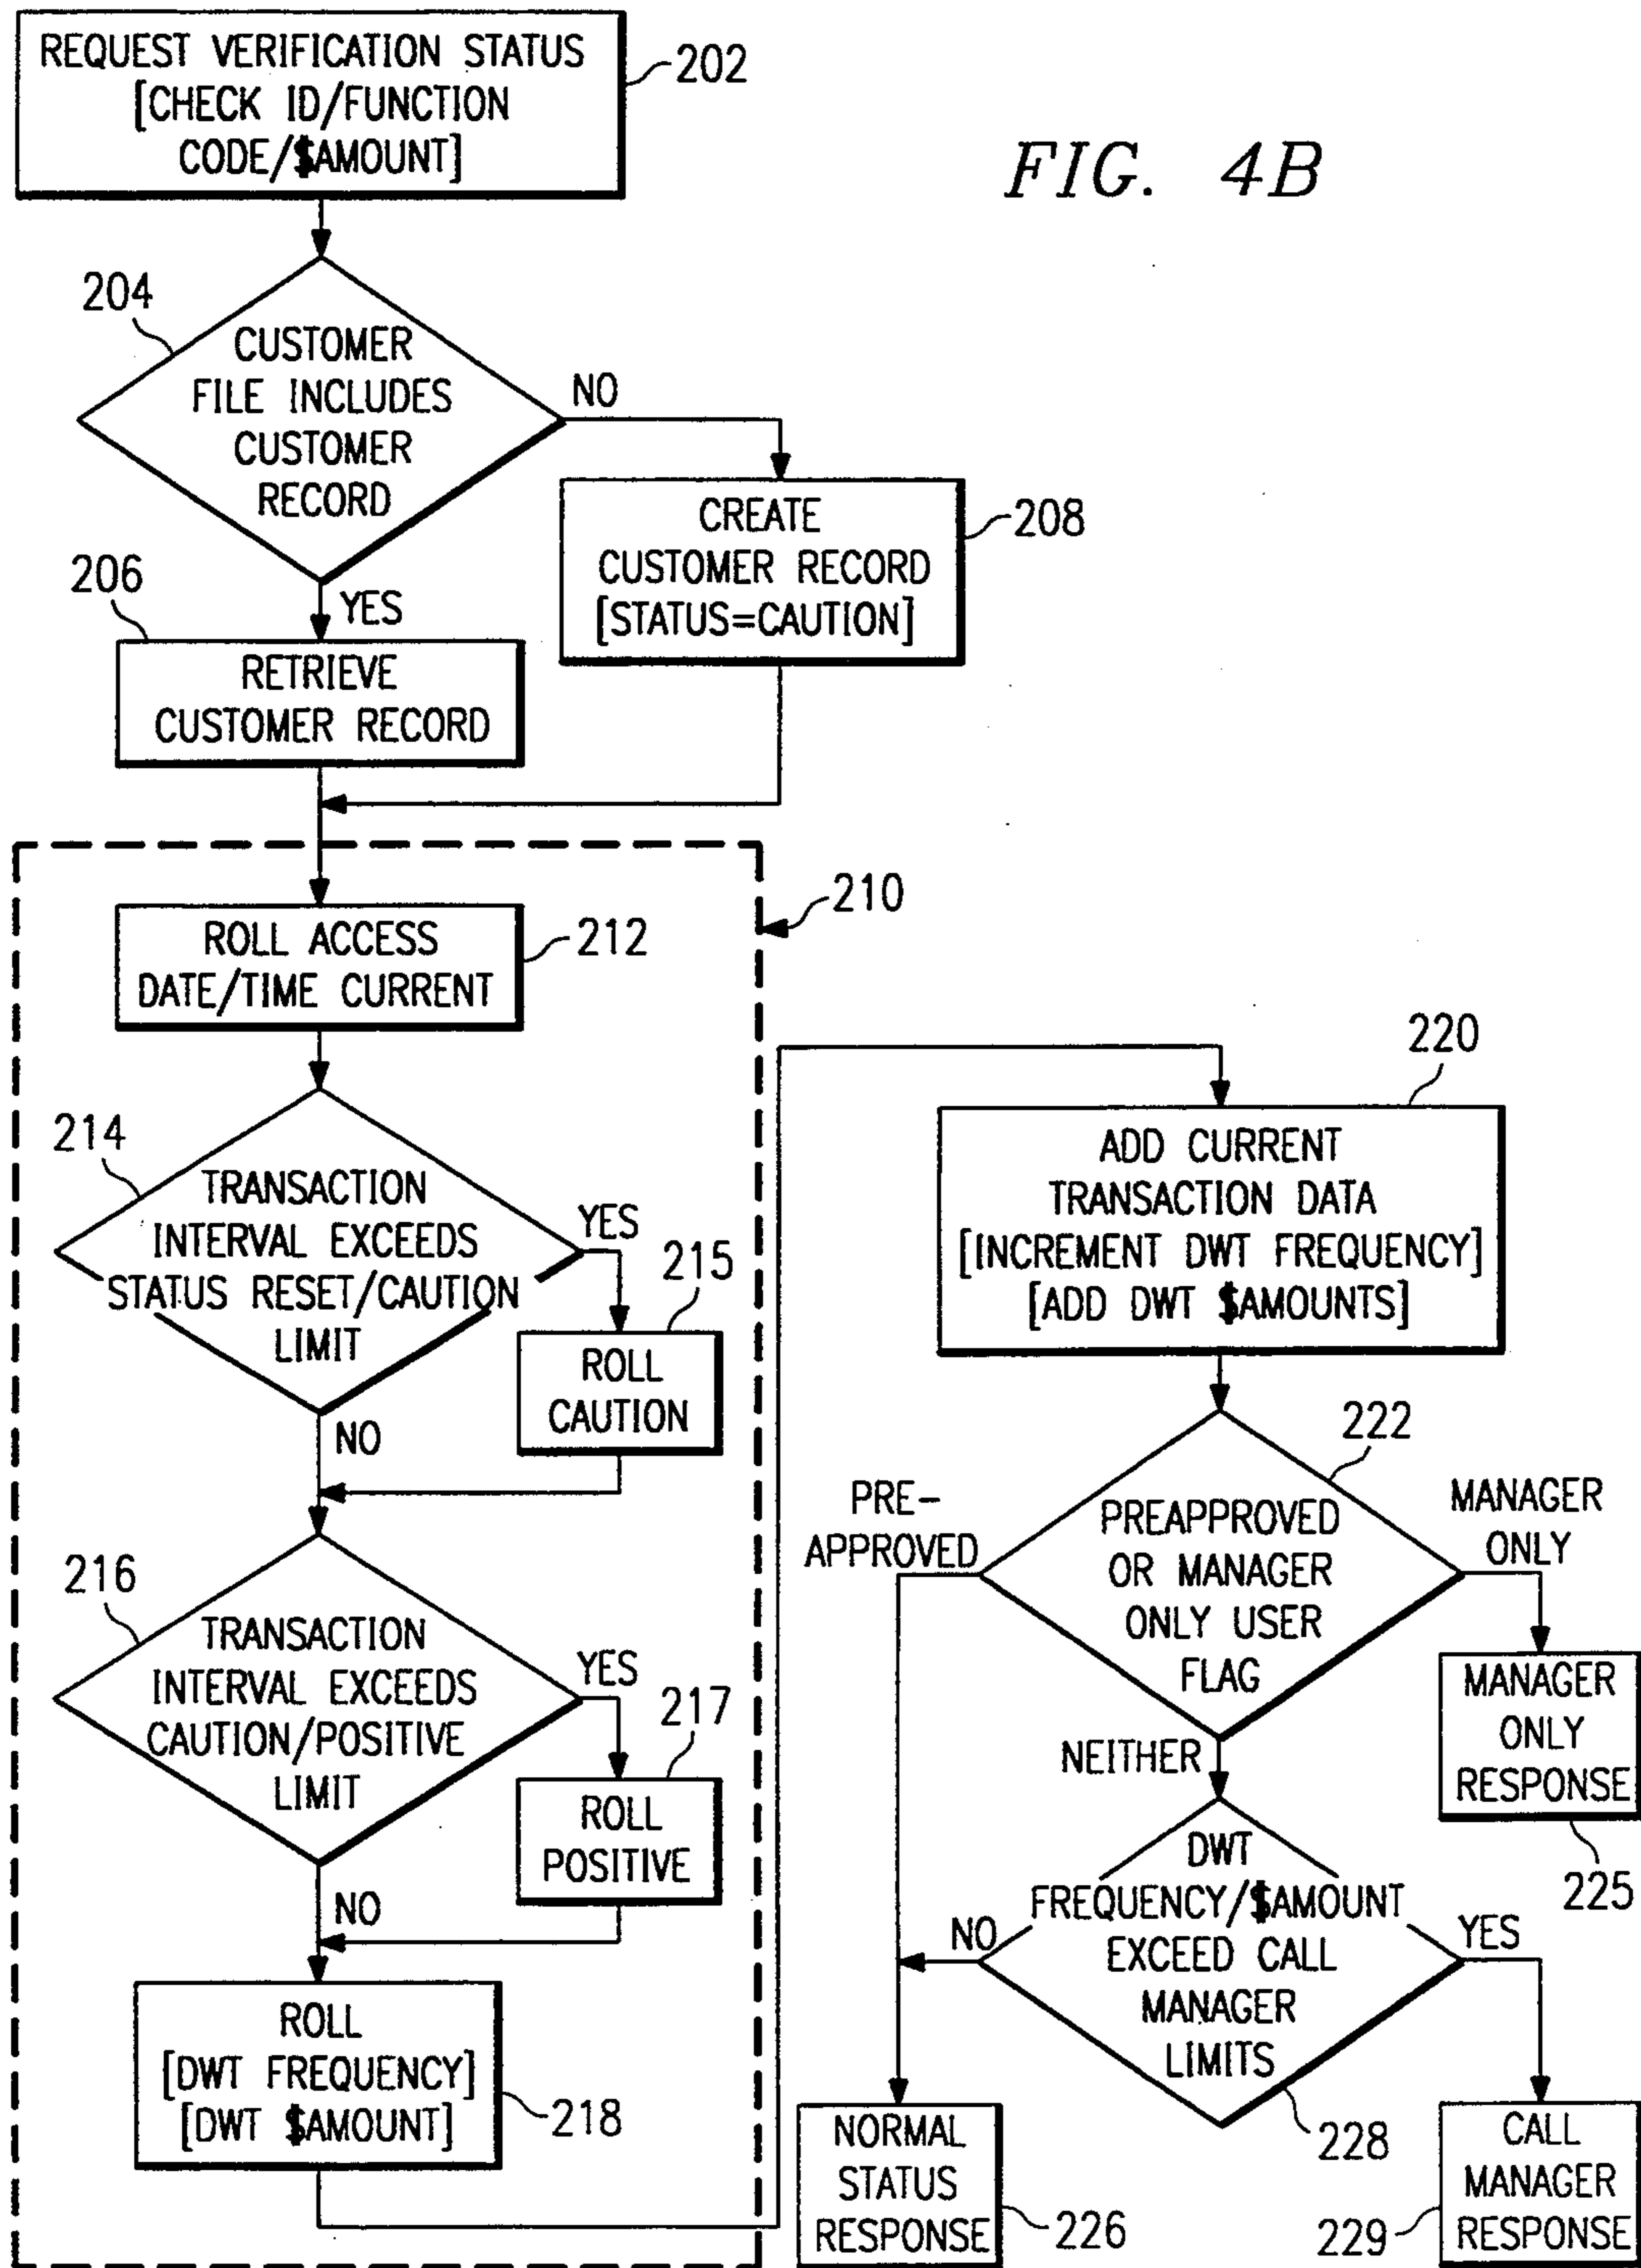 FIG. 4B
REQUEST VERIFICATION STATUS
[CHECK ID/FUNCTION
CODE/$AMOUNT]
202
204
CUSTOMER
FILE INCLUDES
CUSTOMER
RECORD
NO
YES
206
RETRIEVE
CUSTOMER RECORD
CREATE
CUSTOMER RECORD
[STATUS=CAUTION]
208
210
ROLL ACCESS
DATE/TIME CURRENT
212
214
TRANSACTION
INTERVAL EXCEEDS
STATUS RESET/CAUTION
LIMIT
YES
215
ROLL
CAUTION
NO
216
TRANSACTION
INTERVAL EXCEEDS
CAUTION/POSITIVE
LIMIT
YES
217
ROLL
POSITIVE
NO
ROLL
[DWT FREQUENCY]
[DWT $AMOUNT]
218
220
ADD CURRENT
TRANSACTION DATA
[INCREMENT DWT FREQUENCY]
[ADD DWT $AMOUNTS]
222
PRE-
APPROVED
PREAPPROVED
OR MANAGER
ONLY USER
FLAG
MANAGER
ONLY
MANAGER
ONLY
RESPONSE
225
NEITHER
DWT
FREQUENCY/$AMOUNT
EXCEED CALL
MANAGER
LIMITS
NO
YES
228
NORMAL
STATUS
RESPONSE
226
CALL
MANAGER
RESPONSE
229